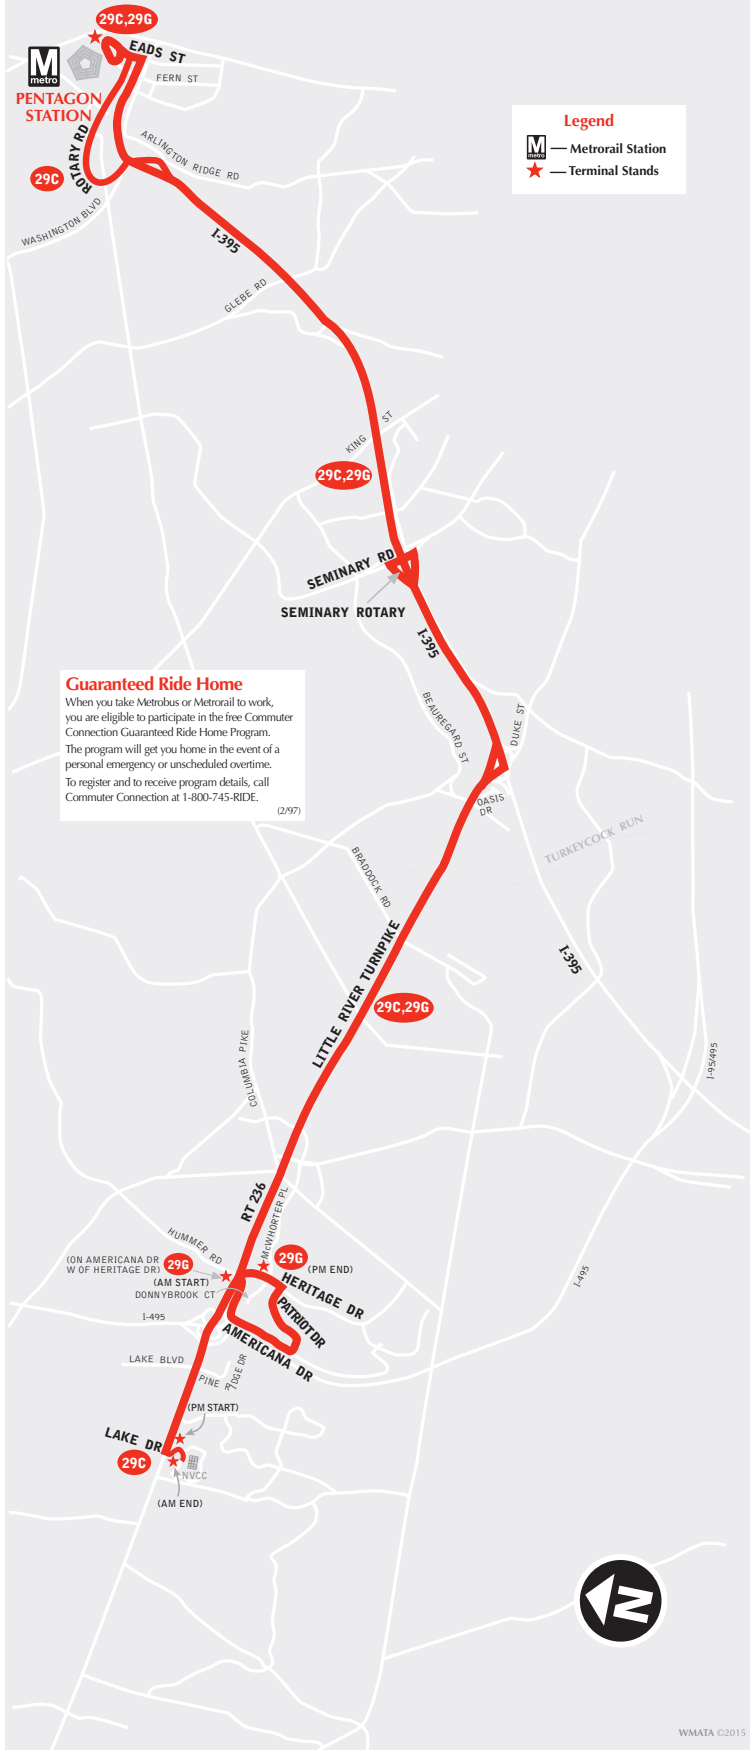 29C,29G
EADS ST
M
metro
FERN ST
PENTAGON
STATION
ROTARY RD
ARLINGTON RIDGE RD
29C
WASHINGTON BLVD
Legend
M
metro
— Metrorail Station
— Terminal Stands
I-395
GLEBE RD
KING ST
29C,29G
SEMINARY RD
SEMINARY ROTARY
I-395
Guaranteed Ride Home
When you take Metrobus or Metrorail to work,
you are eligible to participate in the free Commuter
Connection Guaranteed Ride Home Program.
The program will get you home in the event of a
personal emergency or unscheduled overtime.
To register and to receive program details, call
Commuter Connection at 1-800-745-RIDE.
(2/97)
BEAUREGARD ST
DUKE ST
OASIS
DR
TURKEYCOCK RUN
BRADDOCK RD
LITTLE RIVER TURNPIKE
I-395
29C,29G
COLUMBIA PIKE
I-95/495
RT 236
McWHORTER PL
HUMMER RD
(ON AMERICANA DR
W OF HERITAGE DR)
29G
(AM START)
29G
(PM END)
DONNYBROOK CT
HERITAGE DR
I-495
I-495
PATRIOT DR
AMERICANA DR
LAKE BLVD
PINE RIDGE DR
(PM START)
LAKE DR
29C
NVCC
(AM END)
N
WMATA ©2015